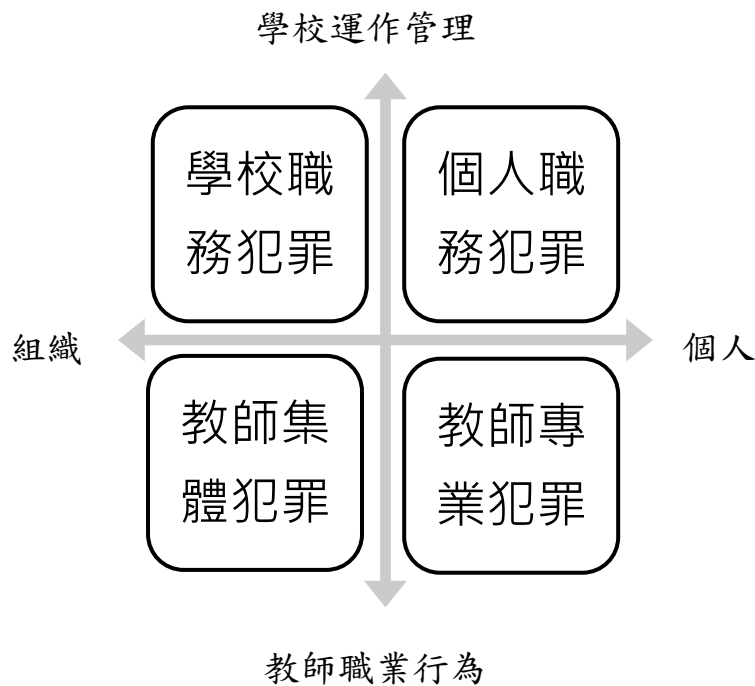 學校運作管理
學校職
務犯罪
個人職
務犯罪
組織
個人
教師集
體犯罪
教師專
業犯罪
教師職業行為